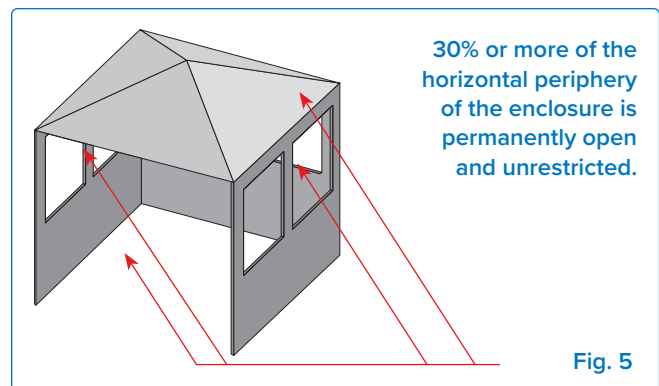 30% or more of the
horizontal periphery
of the enclosure is
permanently open
and unrestricted.
Fig. 5